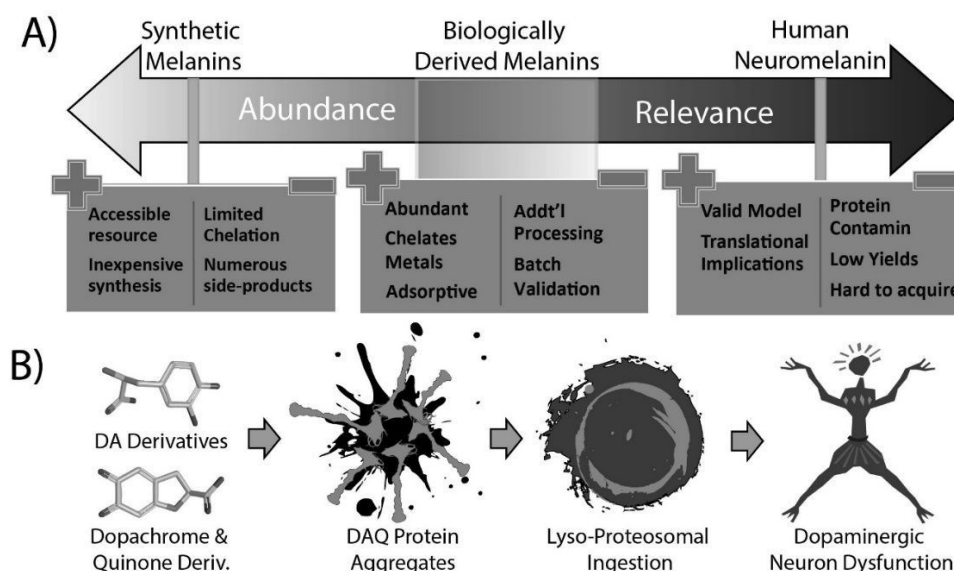 A)
Synthetic
Melanins
Biologically
Derived Melanins
Human
Neuromelanin
Abundance
Relevance
Accessible
resource
Inexpensive
synthesis
Limited
Chelation
Numerous
side-products
Abundant
Chelates
Metals
Adsorptive
Addt'l
Processing
Batch
Validation
Valid Model
Translational
Implications
Protein
Contamin
Low Yields
Hard to acquire
B)
DA Derivatives
Dopachrome &
Quinone Deriv.
DAQ Protein
Aggregates
Lyso-Proteosomal
Ingestion
Dopaminergic
Neuron Dysfunction